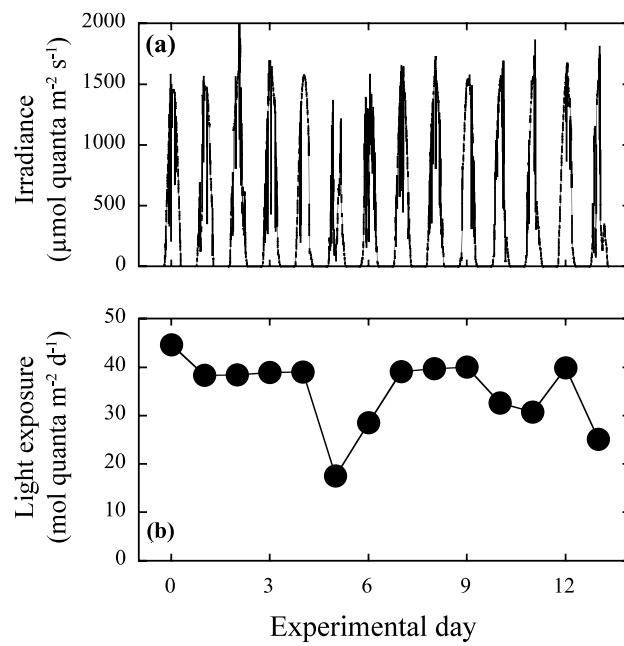 2000
(a)
1500
1000
500
0
Irradiance
(µmol quanta m⁻² s⁻¹)
50
40
30
20
10
(b)
0
Light exposure
(mol quanta m⁻² d⁻¹)
0 3 6 9 12
Experimental day